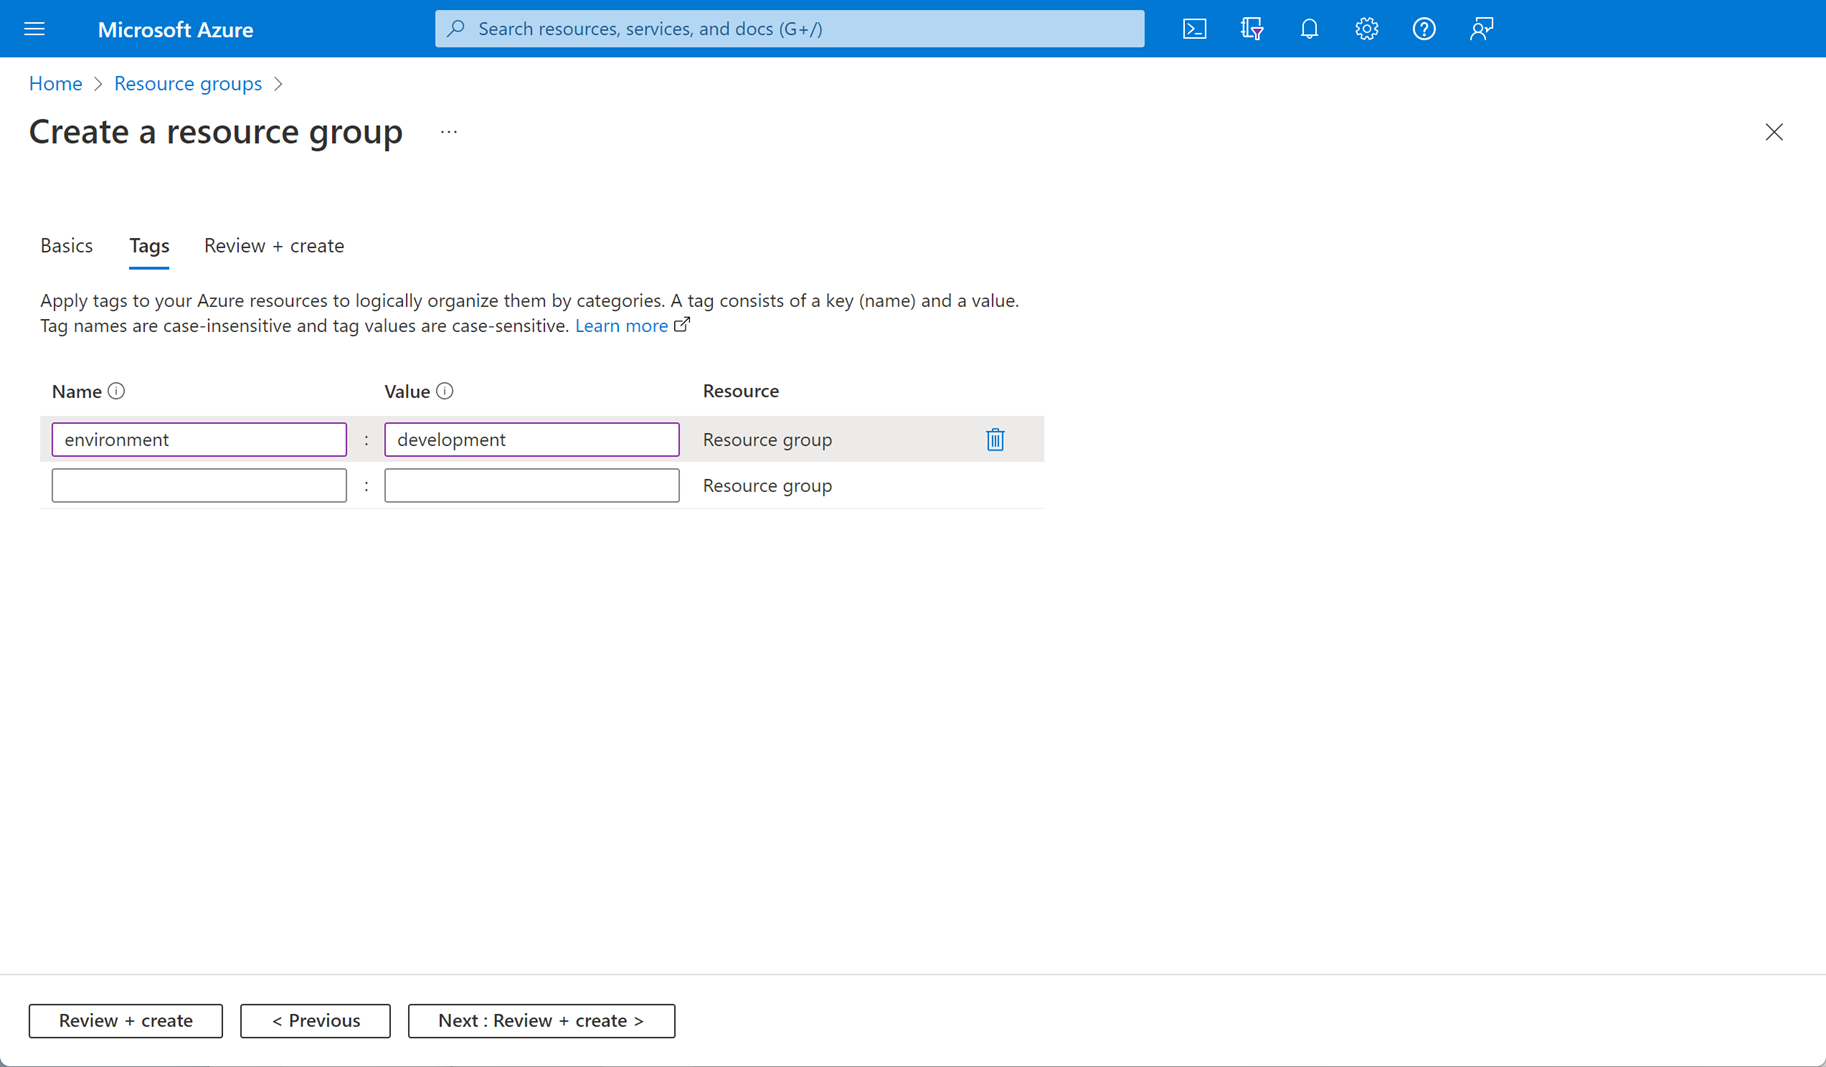 Microsoft Azure
Search resources, services, and docs (G+/)
Home > Resource groups >
Create a resource group ...
Basics Tags Review + create
Apply tags to your Azure resources to logically organize them by categories. A tag consists of a key (name) and a value.
Tag names are case-insensitive and tag values are case-sensitive. Learn more
Name Value Resource
environment : development Resource group
: Resource group
Review + create < Previous Next : Review + create >